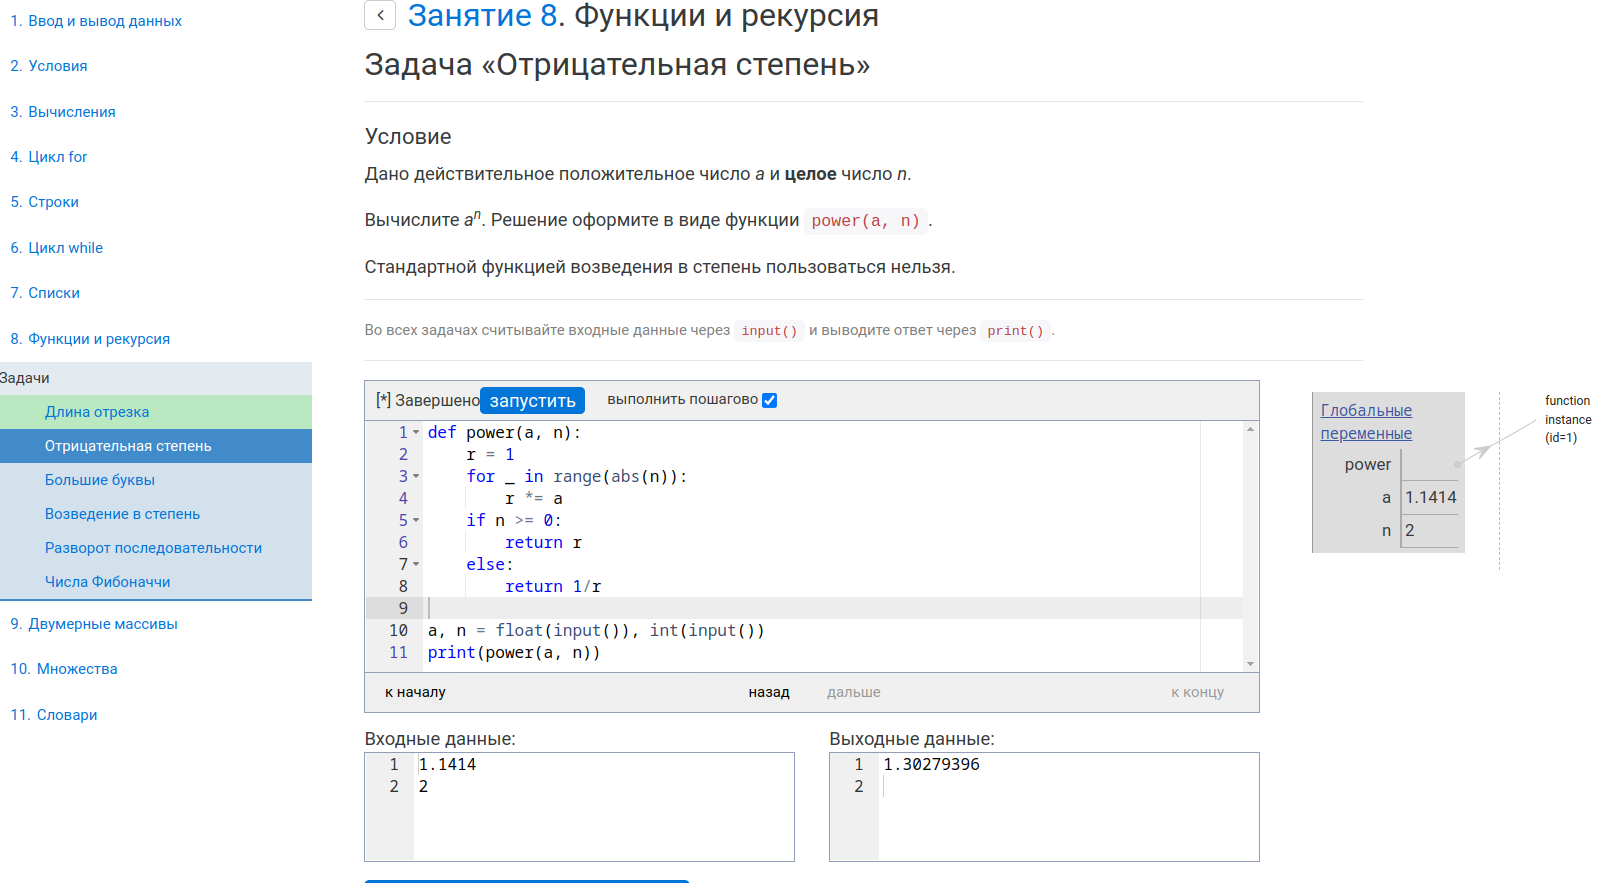 1. Ввод и вывод данных
2. Условия
3. Вычисления
4. Цикл for
5. Строки
6. Цикл while
7. Списки
8. Функции и рекурсия
Задачи
Длина отрезка
Отрицательная степень
Большие буквы
Возведение в степень
Разворот последовательности
Числа Фибоначчи
9. Двумерные массивы
10. Множества
11. Словари
Занятие 8. Функции и рекурсия
Задача «Отрицательная степень»
Условие
Дано действительное положительное число a и целое число n.
Вычислите aⁿ. Решение оформите в виде функции power(a, n).
Стандартной функцией возведения в степень пользоваться нельзя.
Во всех задачах считывайте входные данные через input() и выводите ответ через print().
[*] Завершено запустить выполнить пошагово
1 def power(a, n):
2 r = 1
3 for _ in range(abs(n)):
4 r *= a
5 if n >= 0:
6 return r
7 else:
8 return 1/r
9
10 a, n = float(input()), int(input())
11 print(power(a, n))
к началу назад дальше к концу
Входные данные:
1 1.1414
2 2
Выходные данные:
1 1.30279396
2
Глобальные
переменные
power
a 1.1414
n 2
function
instance
(id=1)